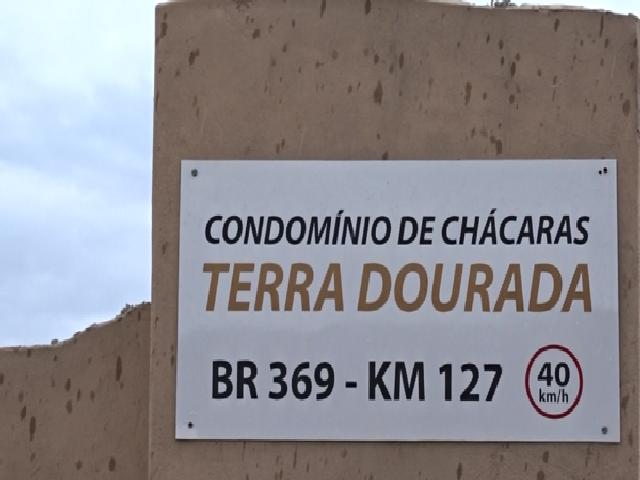 CONDOMÍNIO DE CHÁCARAS
TERRA DOURADA
BR 369 - KM 127
40
km/h